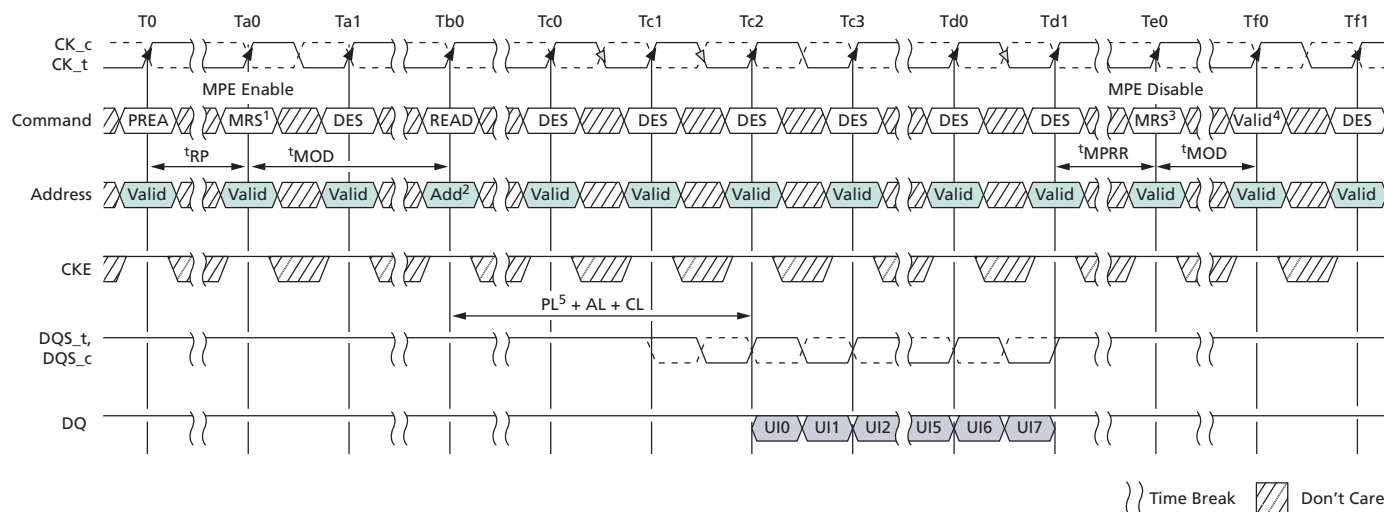 T0 Ta0 Ta1 Tb0 Tc0 Tc1 Tc2 Tc3 Td0 Td1 Te0 Tf0 Tf1
CK_c
CK_t
MPE Enable MPE Disable
Command PREA MRS¹ DES READ DES DES DES DES DES DES MRS³ Valid⁴ DES
tRP tMOD tMPRR tMOD
Address Valid Valid Valid Add² Valid Valid Valid Valid Valid Valid Valid Valid Valid
CKE
PL⁵ + AL + CL
DQS_t,
DQS_c
DQ UI0 UI1 UI2 UI5 UI6 UI7
Time Break Don’t Care